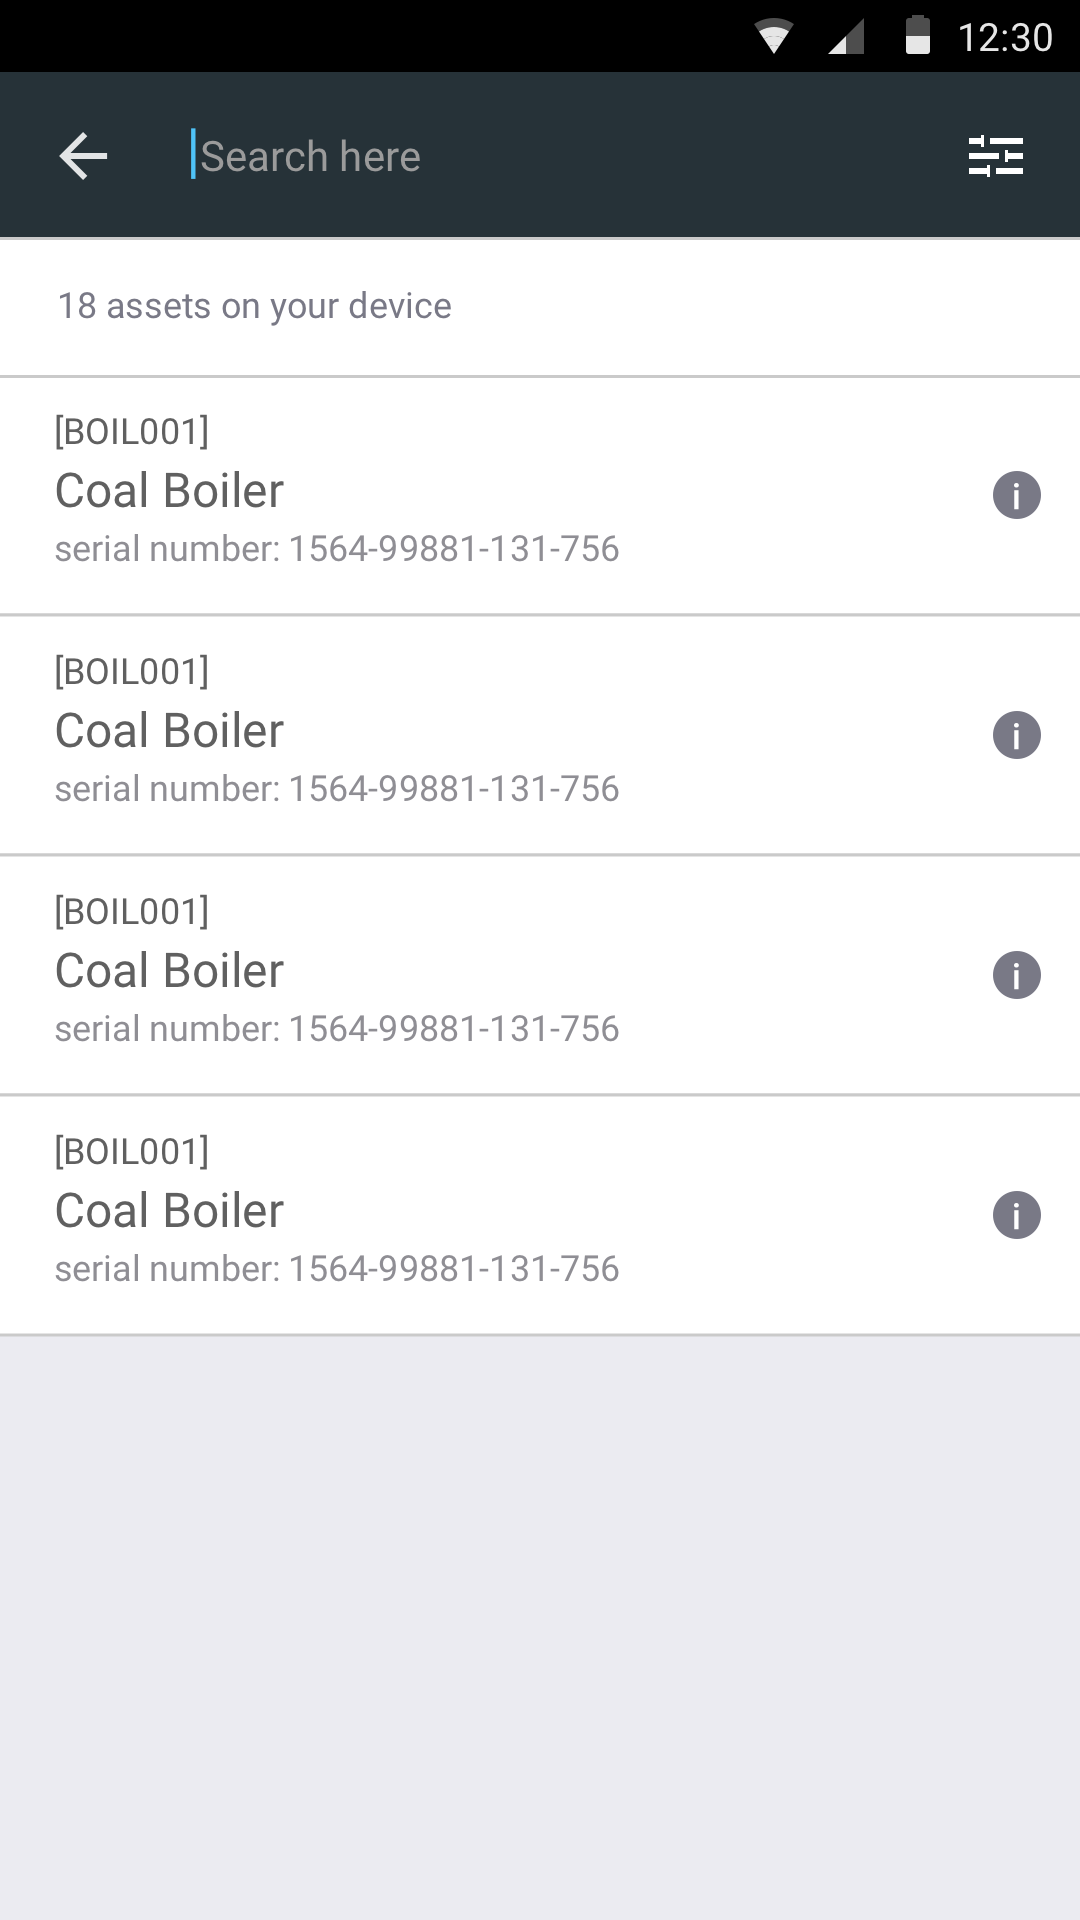 12:30
Search here
18 assets on your device
[BOIL001]
Coal Boiler
serial number: 1564-99881-131-756
[BOIL001]
Coal Boiler
serial number: 1564-99881-131-756
[BOIL001]
Coal Boiler
serial number: 1564-99881-131-756
[BOIL001]
Coal Boiler
serial number: 1564-99881-131-756